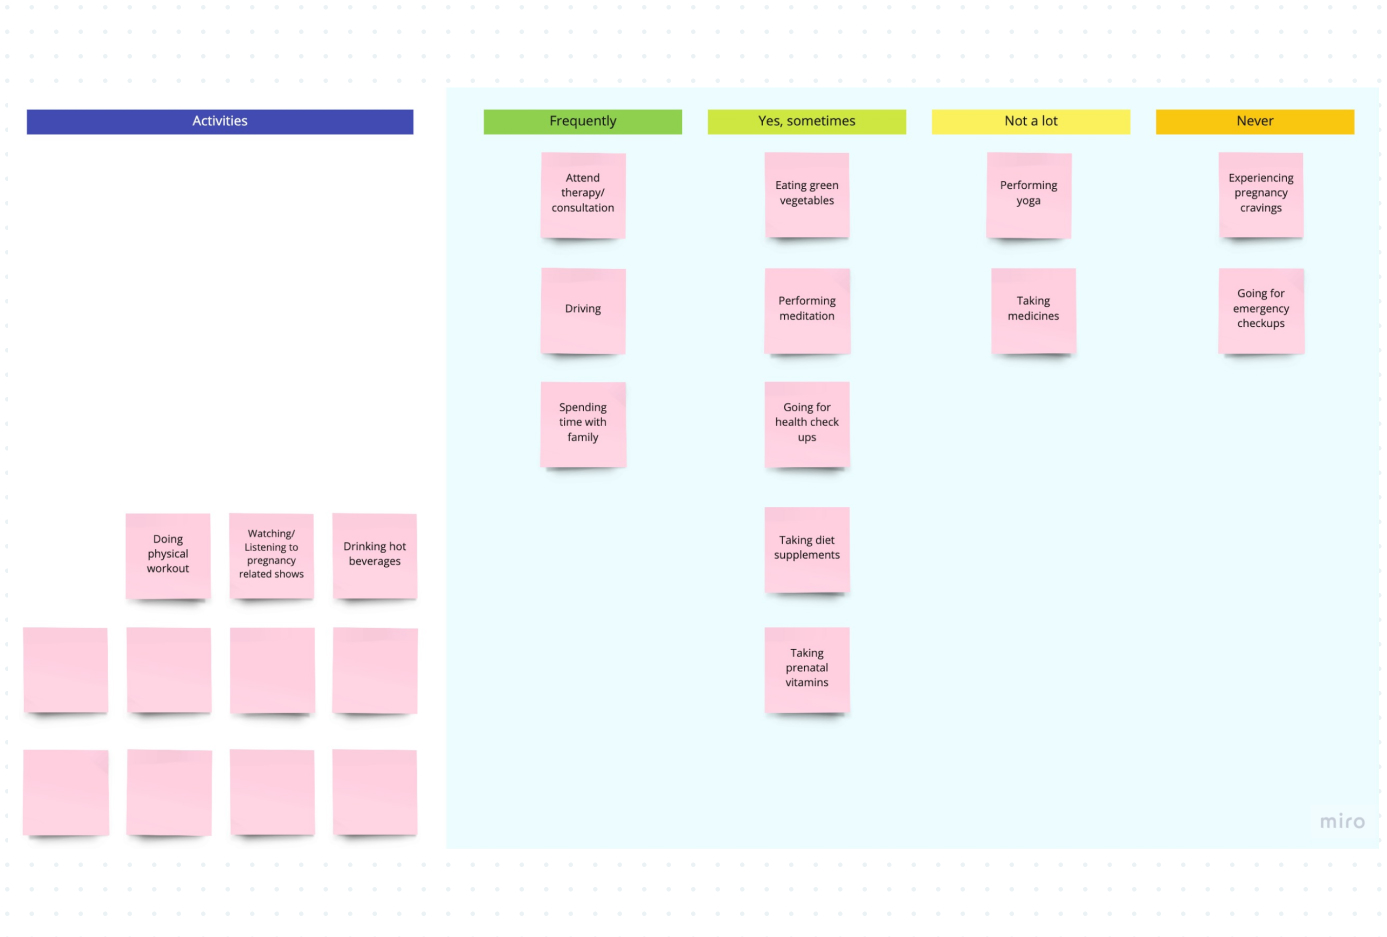 Activities
Frequently
Yes, sometimes
Not a lot
Never
Attend
therapy/
consultation
Eating green
vegetables
Performing
yoga
Experiencing
pregnancy
cravings
Driving
Performing
meditation
Taking
medicines
Going for
emergency
checkups
Spending
time with
family
Going for
health check
ups
Doing
physical
workout
Watching/
Listening to
pregnancy
related shows
Drinking hot
beverages
Taking diet
supplements
Taking
prenatal
vitamins
miro